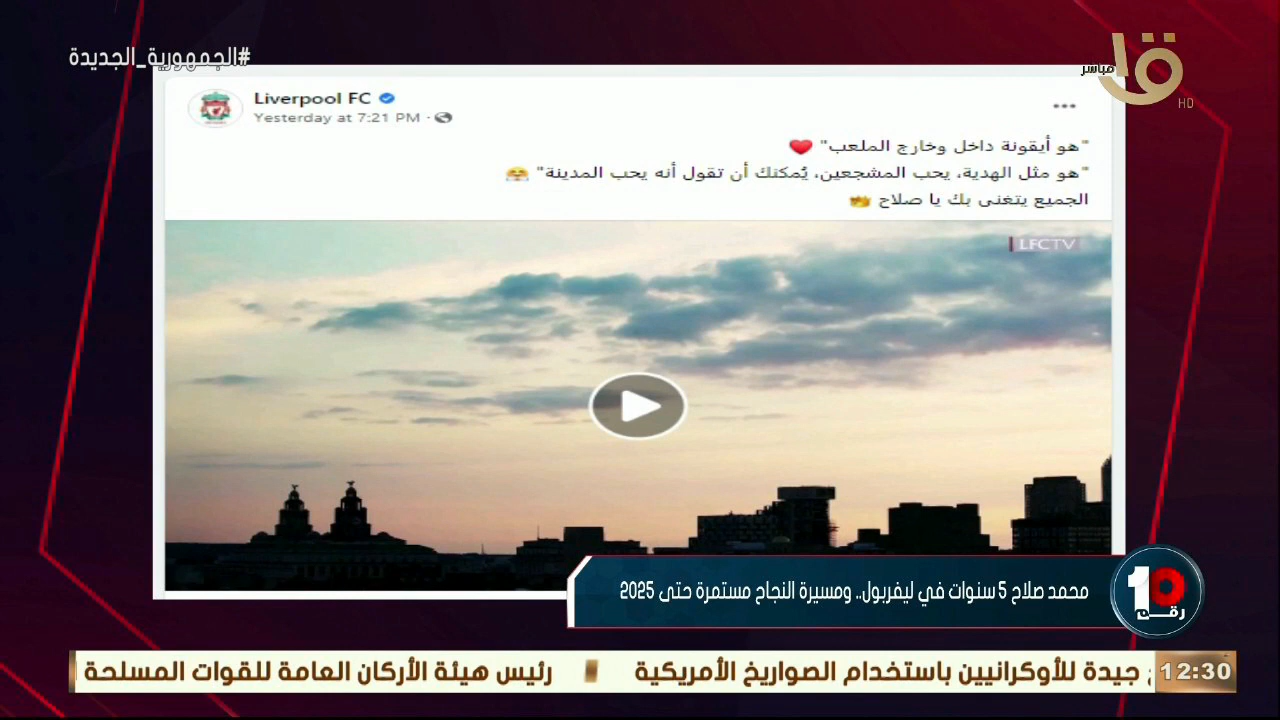 #الجمهورية_الجديدة
مباشر
HD
Liverpool FC
Yesterday at 7:21 PM ·
"هو أيقونة داخل وخارج الملعب" ❤️
"هو مثل الهدية، يحب المشجعين، يُمكنك أن تقول أنه يحب المدينة"
الجميع يتغنى بك يا صلاح
LFCTV
محمد صلاح 5 سنوات في ليفربول.. ومسيرة النجاح مستمرة حتى 2025
رقم 10
12:30
جيدة للأوكرانيين باستخدام الصواريخ الأمريكية
رئيس هيئة الأركان العامة للقوات المسلحة